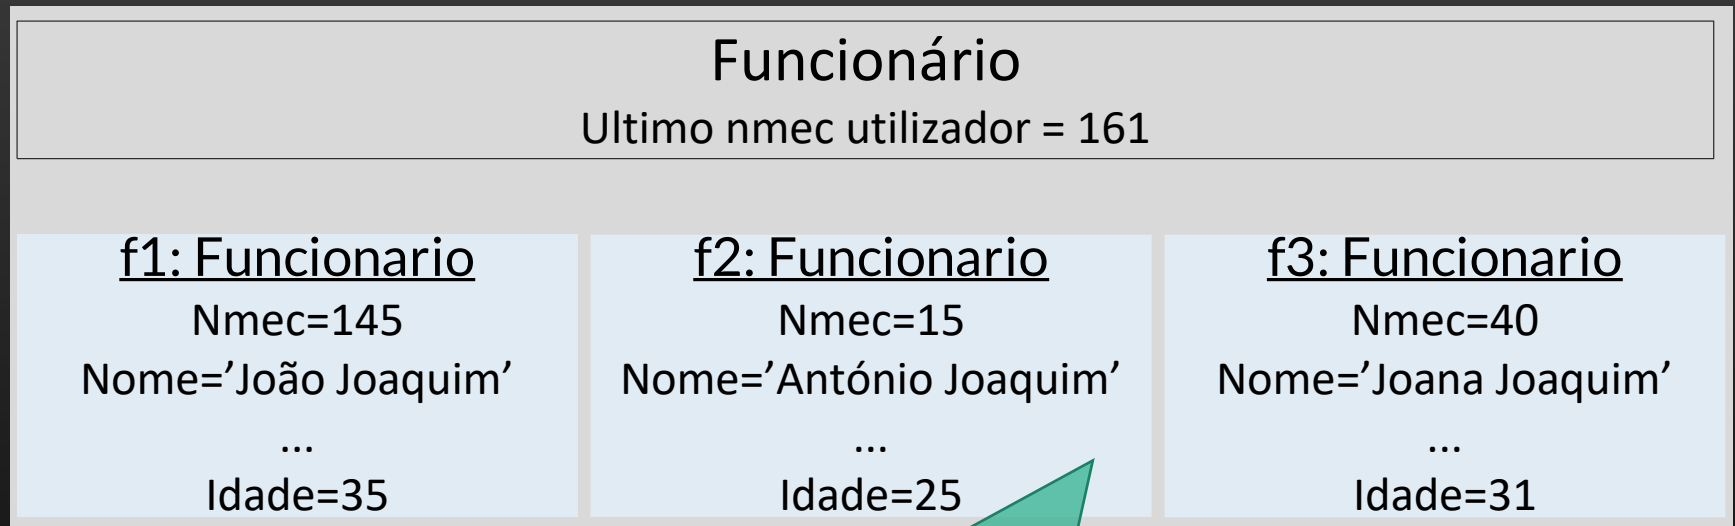 Funcionário
Ultimo nmec utilizador = 161
f1: Funcionario
Nmec=145
Nome=’João Joaquim’
...
Idade=35
f2: Funcionario
Nmec=15
Nome=’António Joaquim’
...
Idade=25
f3: Funcionario
Nmec=40
Nome=’Joana Joaquim’
...
Idade=31